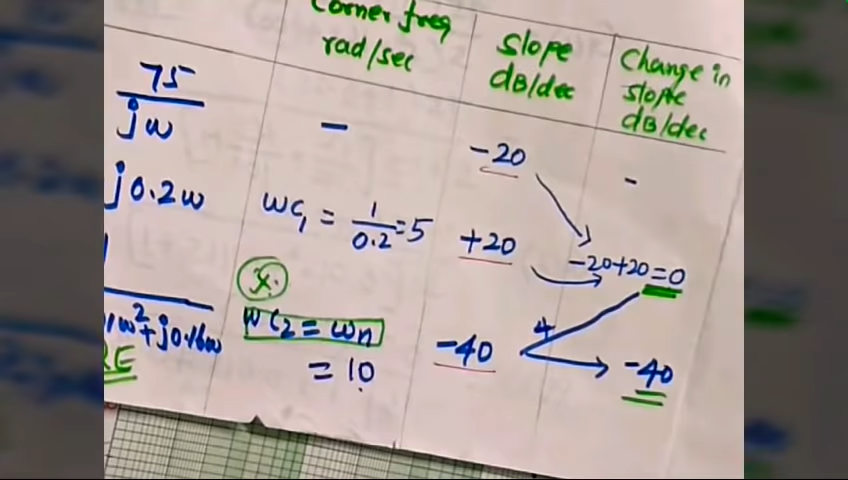 Corner freq
rad/sec
slope
dB/dec
Change in
slope
dB/dec
75
jω
-
-20
-
j0.2ω
ωc₁ = 1/0.2 = 5
+20
-20+20=0
1
ω²+j0.16ω
ωc₂ = ωn
= 10
-40
-40